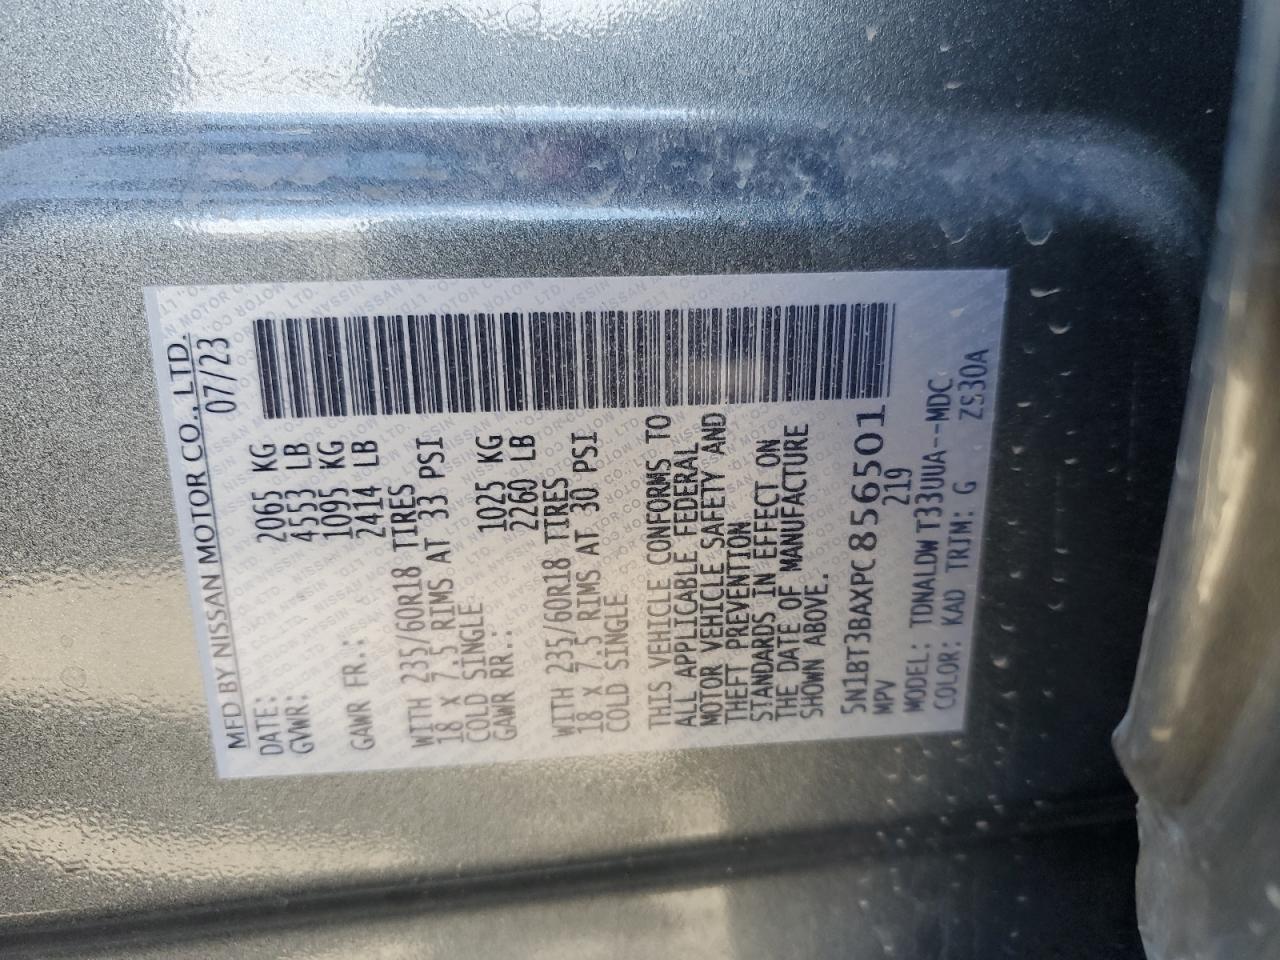 MFD BY NISSAN MOTOR CO., LTD.
DATE: 07/23
GVWR: 2065 KG
4553 LB
1095 KG
GAWR FR.: 2414 LB
WITH 235/60R18 TIRES
18 X 7.5 RIMS AT 33 PSI
COLD SINGLE
GAWR RR.: 1025 KG
2260 LB
WITH 235/60R18 TIRES
18 X 7.5 RIMS AT 30 PSI
COLD SINGLE
THIS VEHICLE CONFORMS TO
ALL APPLICABLE FEDERAL
MOTOR VEHICLE SAFETY AND
THEFT PREVENTION
STANDARDS IN EFFECT ON
THE DATE OF MANUFACTURE
SHOWN ABOVE.
5N1BT3BAXPC856501
MPV 219
MODEL: TDNALDWT33UUA--MDC
COLOR: KAD TRIM: G ZS30A